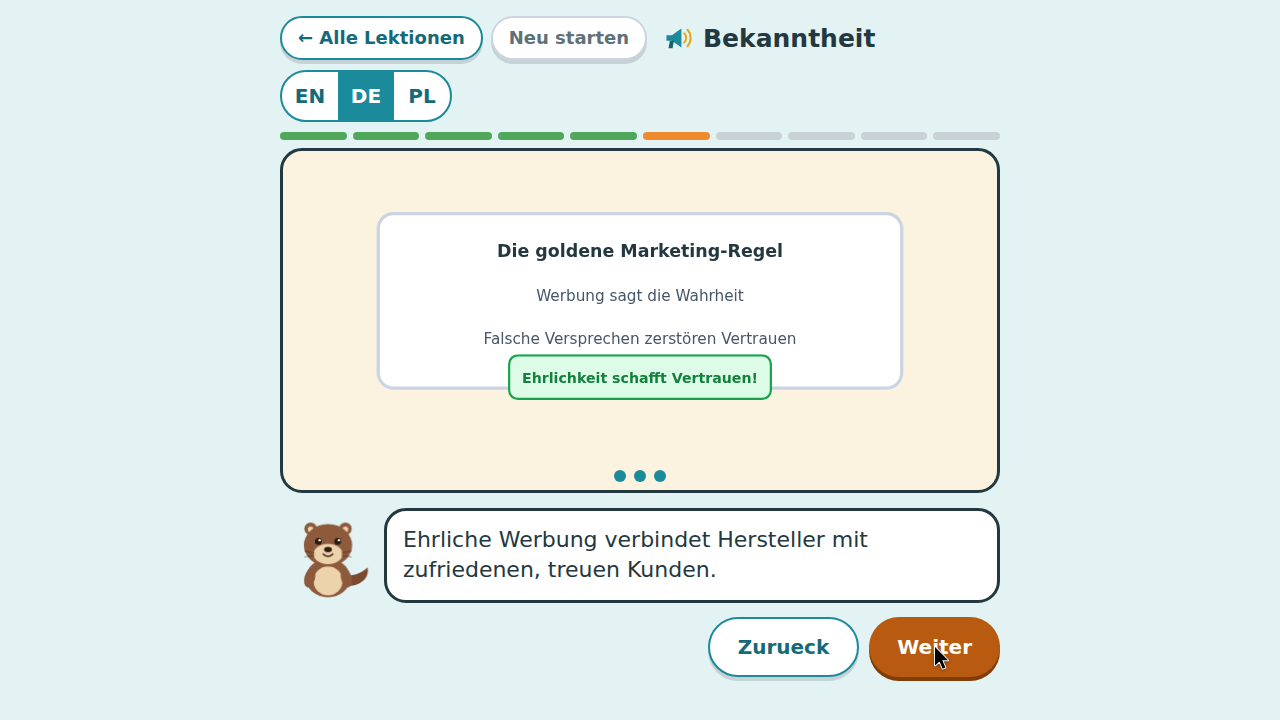 ← Alle Lektionen
Neu starten
Bekanntheit
EN
DE
PL
Die goldene Marketing-Regel
Werbung sagt die Wahrheit
Falsche Versprechen zerstören Vertrauen
Ehrlichkeit schafft Vertrauen!
Ehrliche Werbung verbindet Hersteller mit
zufriedenen, treuen Kunden.
Zurueck
Weiter